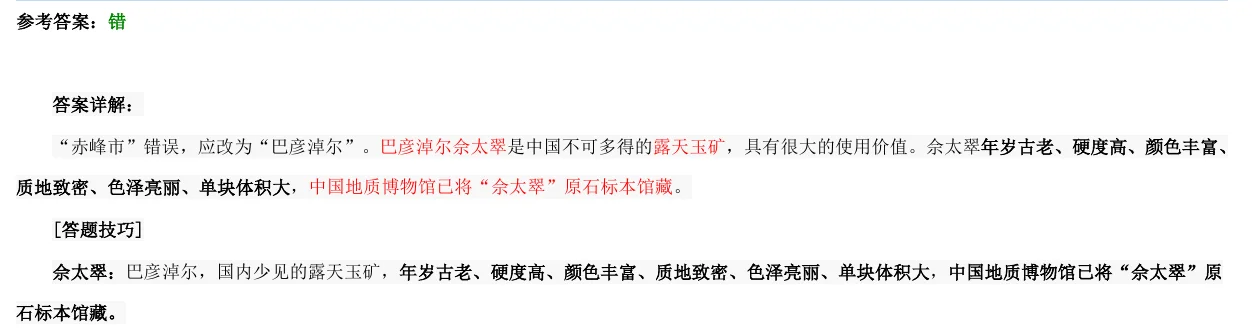 参考答案：错
答案详解：
“赤峰市”错误，应改为“巴彦淖尔”。巴彦淖尔佘太翠是中国不可多得的露天玉矿，具有很大的使用价值。佘太翠年岁古老、硬度高、颜色丰富、
质地致密、色泽亮丽、单块体积大，中国地质博物馆已将“佘太翠”原石标本馆藏。
[答题技巧]
佘太翠：巴彦淖尔，国内少见的露天玉矿，年岁古老、硬度高、颜色丰富、质地致密、色泽亮丽、单块体积大，中国地质博物馆已将“佘太翠”原
石标本馆藏。